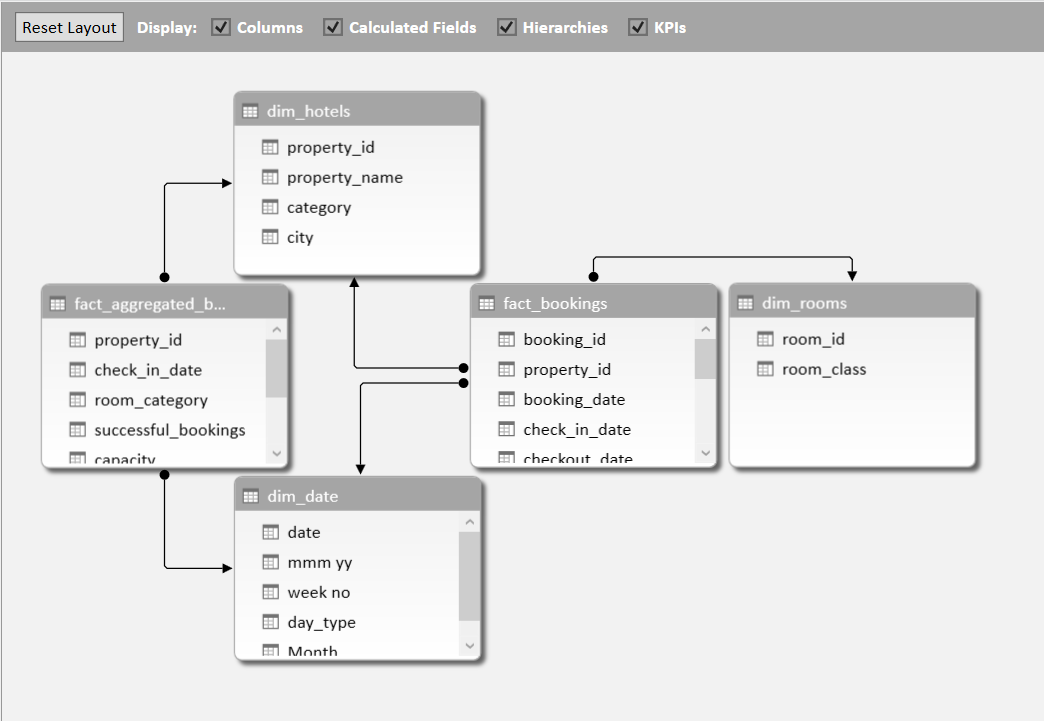 Reset Layout Display: Columns Calculated Fields Hierarchies KPIs
dim_hotels
property_id
property_name
category
city
fact_aggregated_b...
property_id
check_in_date
room_category
successful_bookings
capacity
fact_bookings
booking_id
property_id
booking_date
check_in_date
checkout_date
dim_rooms
room_id
room_class
dim_date
date
mmm yy
week no
day_type
Month